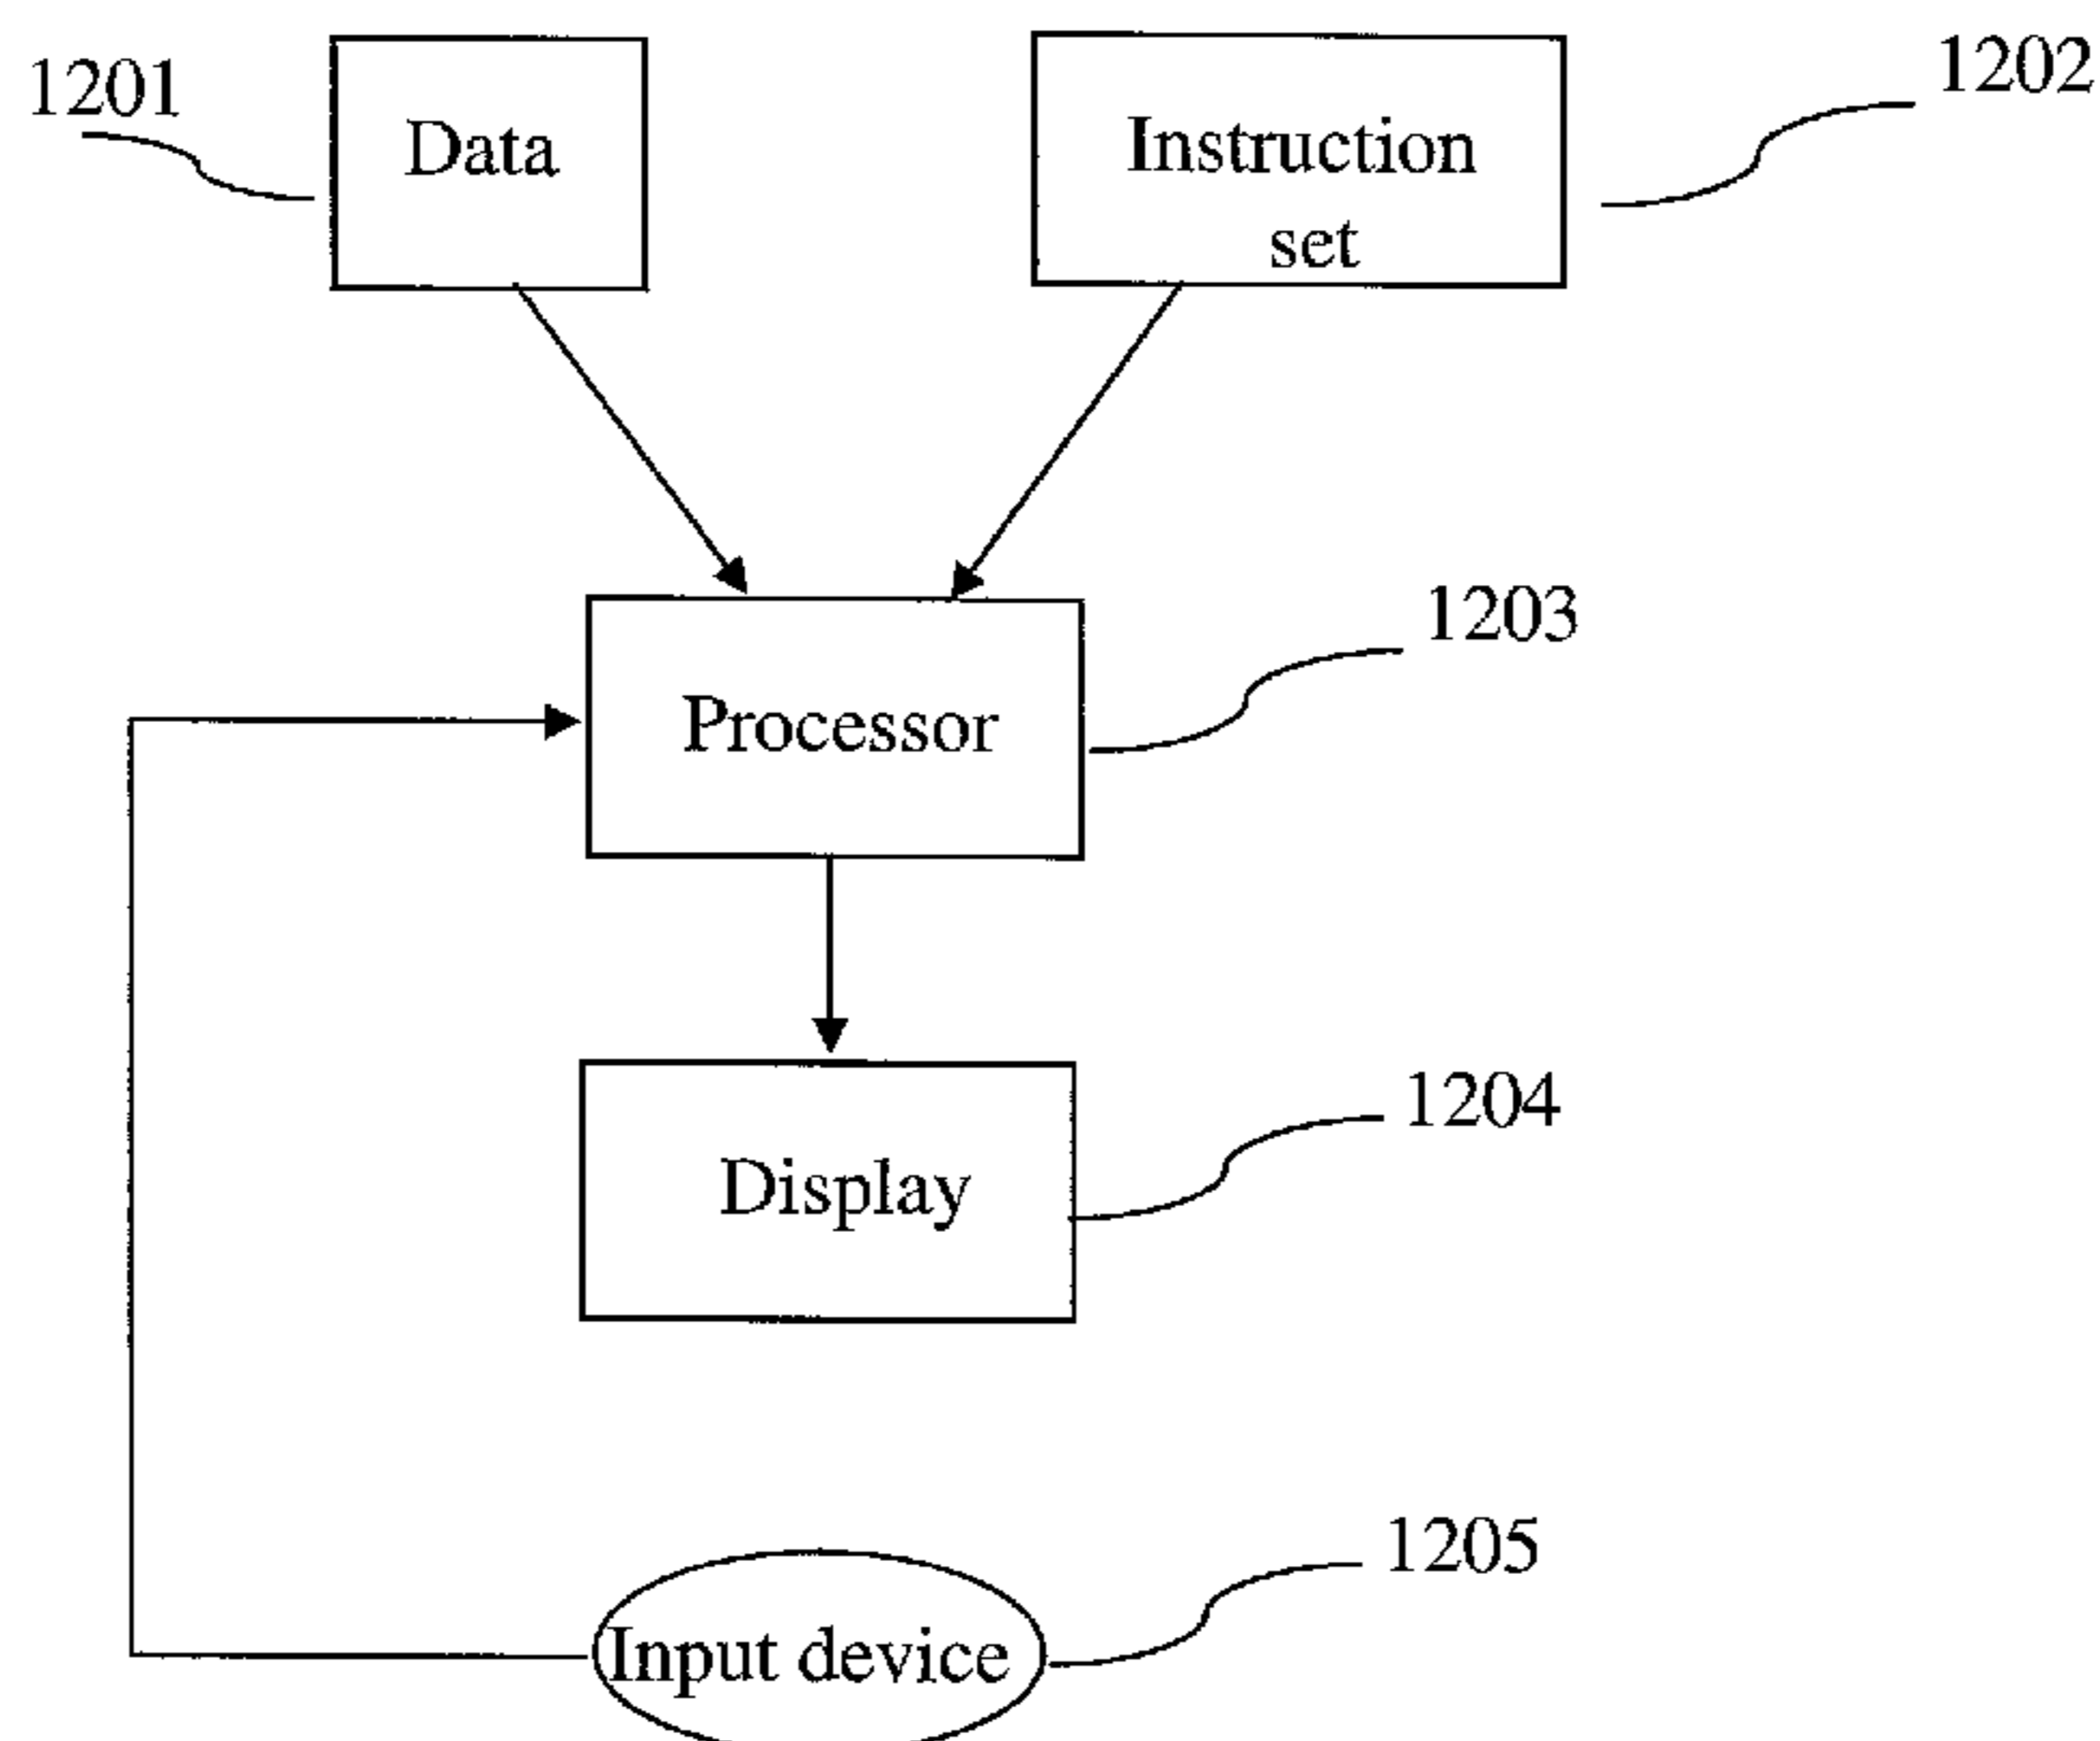 1201
Data
Instruction
set
1202
Processor
1203
Display
1204
Input device
1205